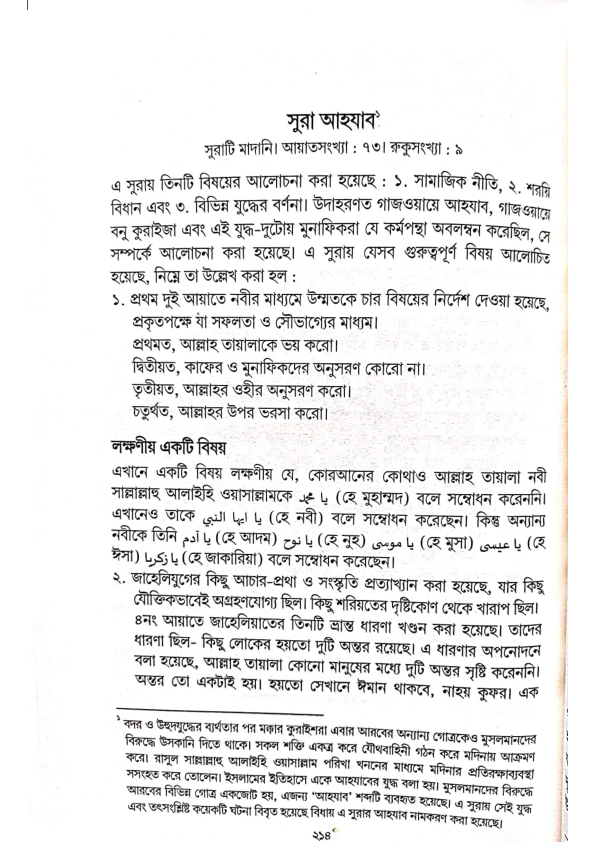 সুরা আহযাব১
সুরাটি মাদানি। আয়াতসংখ্যা : ৭৩। রুকুসংখ্যা : ৯
এ সুরায় তিনটি বিষয়ের আলোচনা করা হয়েছে : ১. সামাজিক নীতি, ২. শরয়ি
বিধান এবং ৩. বিভিন্ন যুদ্ধের বর্ণনা। উদাহরণত গাজওয়ায়ে আহযাব, গাজওয়ায়ে
বনু কুরাইজা এবং এই যুদ্ধ-দুটোয় মুনাফিকরা যে কর্মপন্থা অবলম্বন করেছিল, সে
সম্পর্কে আলোচনা করা হয়েছে। এ সুরায় যেসব গুরুত্বপূর্ণ বিষয় আলোচিত
হয়েছে, নিম্নে তা উল্লেখ করা হল :
১. প্রথম দুই আয়াতে নবীর মাধ্যমে উম্মতকে চার বিষয়ের নির্দেশ দেওয়া হয়েছে,
প্রকৃতপক্ষে যা সফলতা ও সৌভাগ্যের মাধ্যম।
প্রথমত, আল্লাহ তায়ালাকে ভয় করো।
দ্বিতীয়ত, কাফের ও মুনাফিকদের অনুসরণ কোরো না।
তৃতীয়ত, আল্লাহর ওহীর অনুসরণ করো।
চতুর্থত, আল্লাহর উপর ভরসা করো।
লক্ষণীয় একটি বিষয়
এখানে একটি বিষয় লক্ষণীয় যে, কোরআনের কোথাও আল্লাহ তায়ালা নবী
সাল্লাল্লাহু আলাইহি ওয়াসাল্লামকে يا محمد (হে মুহাম্মদ) বলে সম্বোধন করেননি।
এখানেও তাকে يا ايها النبي (হে নবী) বলে সম্বোধন করেছেন। কিন্তু অন্যান্য
নবীকে তিনি يا آدم (হে আদম) يا نوح (হে নুহ) يا موسى (হে মুসা) يا عيسى (হে
ঈসা) يا زكريا (হে জাকারিয়া) বলে সম্বোধন করেছেন।
২. জাহেলিযুগের কিছু আচার-প্রথা ও সংস্কৃতি প্রত্যাখ্যান করা হয়েছে, যার কিছু
যৌক্তিকভাবেই অগ্রহণযোগ্য ছিল। কিছু শরিয়তের দৃষ্টিকোণ থেকে খারাপ ছিল।
৪নং আয়াতে জাহেলিয়াতের তিনটি ভ্রান্ত ধারণা খণ্ডন করা হয়েছে। তাদের
ধারণা ছিল- কিছু লোকের হয়তো দুটি অন্তর রয়েছে। এ ধারণার অপনোদনে
বলা হয়েছে, আল্লাহ তায়ালা কোনো মানুষের মধ্যে দুটি অন্তর সৃষ্টি করেননি।
অন্তর তো একটাই হয়। হয়তো সেখানে ঈমান থাকবে, নাহয় কুফর। এক
১ বদর ও উহুদযুদ্ধের ব্যর্থতার পর মক্কার কুরাইশরা এবার আরবের অন্যান্য গোত্রকেও মুসলমানদের
বিরুদ্ধে উসকানি দিতে থাকে। সকল শক্তি একত্র করে যৌথবাহিনী গঠন করে মদিনায় আক্রমণ
করে। রাসুল সাল্লাল্লাহু আলাইহি ওয়াসাল্লাম পরিখা খননের মাধ্যমে মদিনার প্রতিরক্ষাব্যবস্থা
সসংহত করে তোলেন। ইসলামের ইতিহাসে একে আহযাবের যুদ্ধ বলা হয়। মুসলমানদের বিরুদ্ধে
আরবের বিভিন্ন গোত্র একজোট হয়, এজন্য ‘আহযাব’ শব্দটি ব্যবহৃত হয়েছে। এ সুরায় সেই যুদ্ধ
এবং তৎসংশ্লিষ্ট কয়েকটি ঘটনা বিবৃত হয়েছে বিধায় এ সুরার আহযাব নামকরণ করা হয়েছে।
২১৪